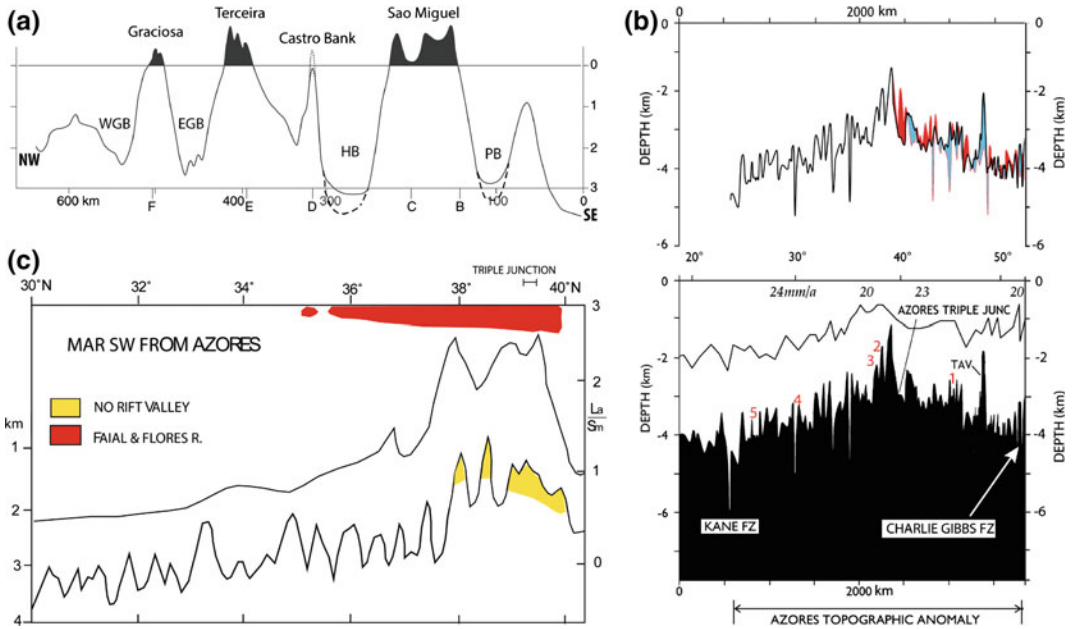 (a)
Terceira
Sao Miguel
Graciosa
Castro Bank
0
1
2
3
WGB
EGB
HB
PB
NW
SE
600 km
F
400
E
D
300
C
B
100
0
(b)
0
2000 km
0
-2
-4
-6
DEPTH (km)
0
-2
-4
-6
DEPTH (km)
20°
30°
40°
50°
0
-2
-4
-6
DEPTH (km)
24mm/a
20
23
20
AZORES TRIPLE JUNC
2
3
TAV
1
4
5
KANE FZ
CHARLIE GIBBS FZ
0
-2
-4
-6
DEPTH (km)
0
2000 km
AZORES TOPOGRAPHIC ANOMALY
(c)
TRIPLE JUNCTION
30°N
32°
34°
36°
38°
40°N
MAR SW FROM AZORES
NO RIFT VALLEY
FAIAL & FLORES R.
km
1
2
3
4
3
2
La
Sm
1
0